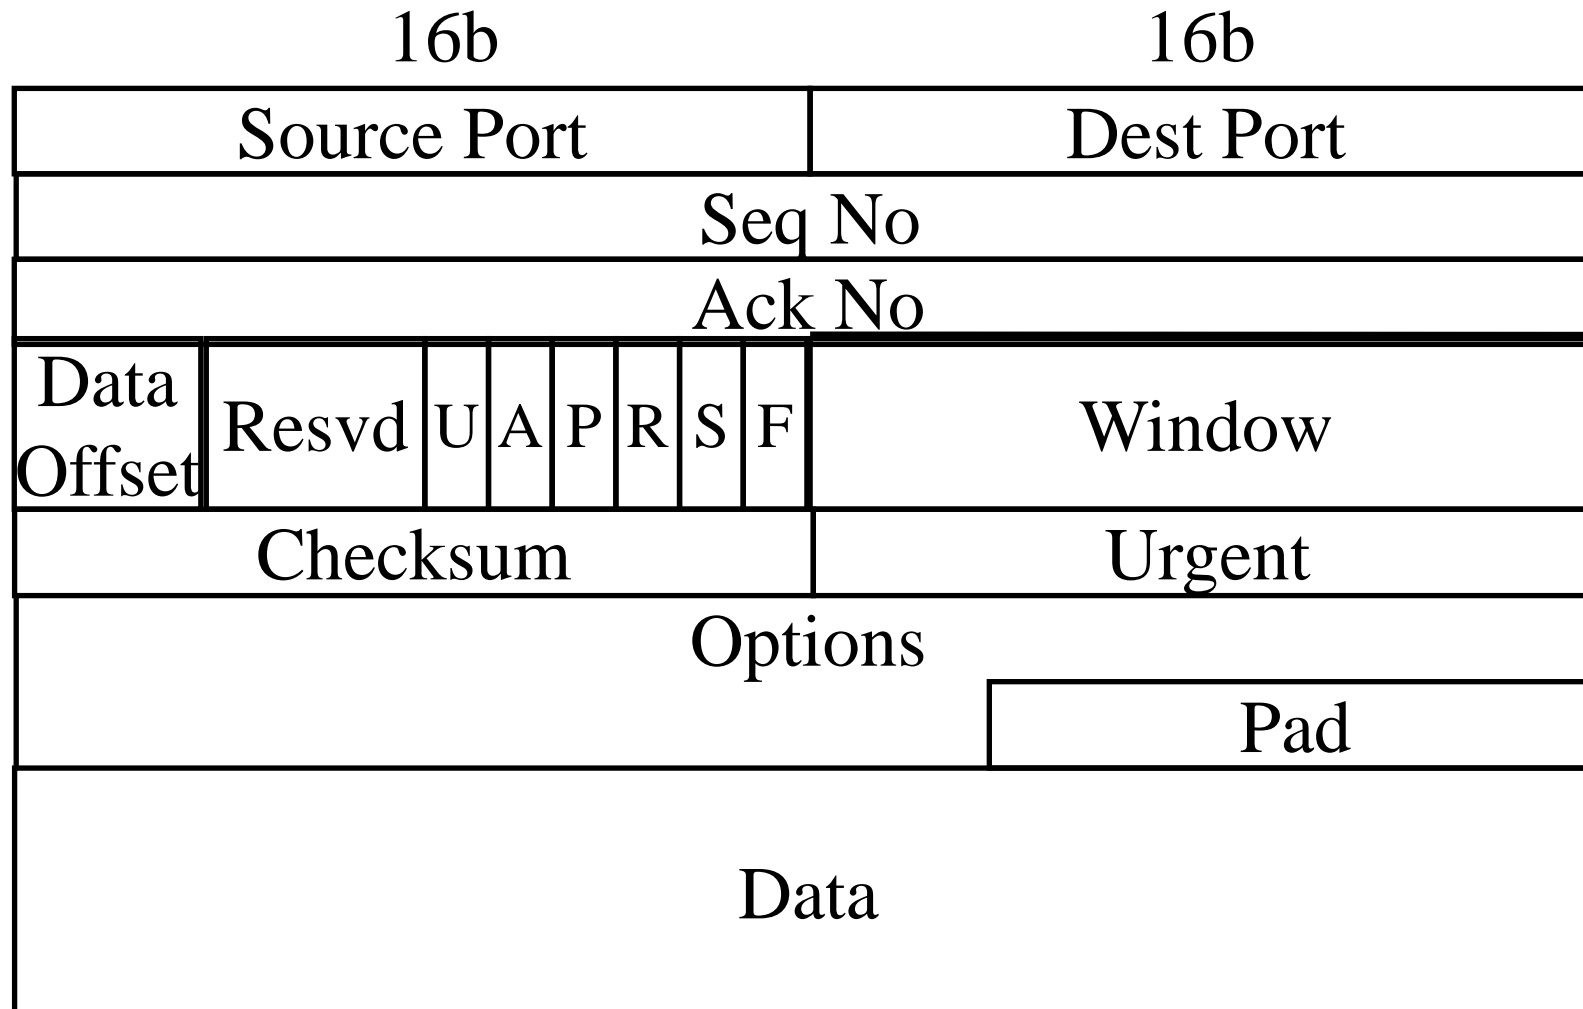 16b 16b
Source Port Dest Port
Seq No
Ack No
Data
Offset
Resvd U A P R S F Window
Checksum Urgent
Options
Pad
Data